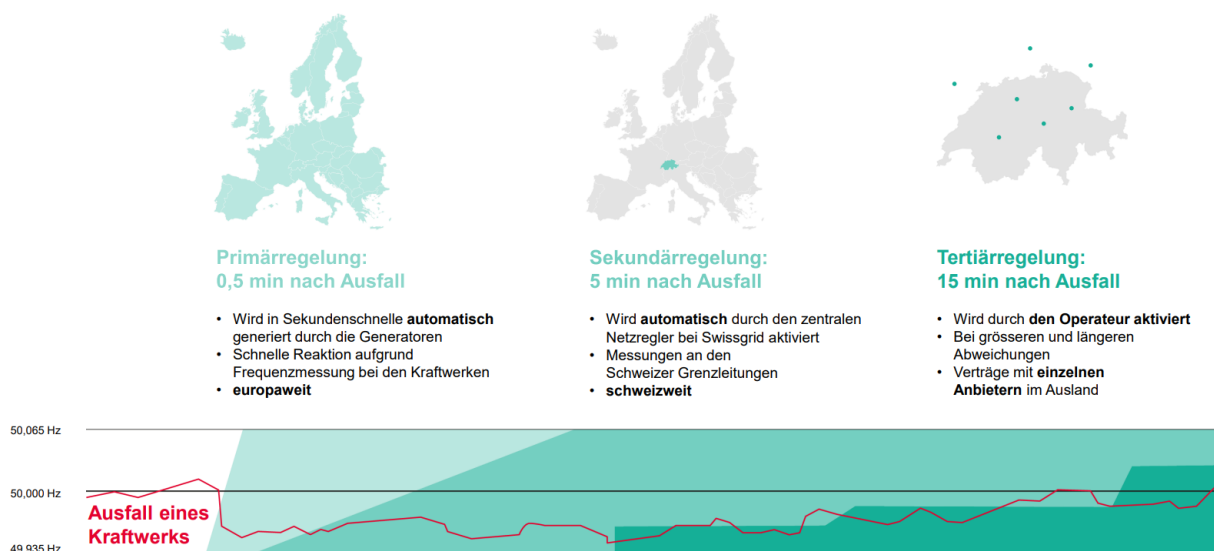 Primärregelung:
0,5 min nach Ausfall
• Wird in Sekundenschnelle automatisch
generiert durch die Generatoren
• Schnelle Reaktion aufgrund
Frequenzmessung bei den Kraftwerken
• europaweit
Sekundärregelung:
5 min nach Ausfall
• Wird automatisch durch den zentralen
Netzregler bei Swissgrid aktiviert
• Messungen an den
Schweizer Grenzleitungen
• schweizweit
Tertiärregelung:
15 min nach Ausfall
• Wird durch den Operateur aktiviert
• Bei grösseren und längeren
Abweichungen
• Verträge mit einzelnen
Anbietern im Ausland
50,065 Hz
50,000 Hz
Ausfall eines
Kraftwerks
49,935 Hz